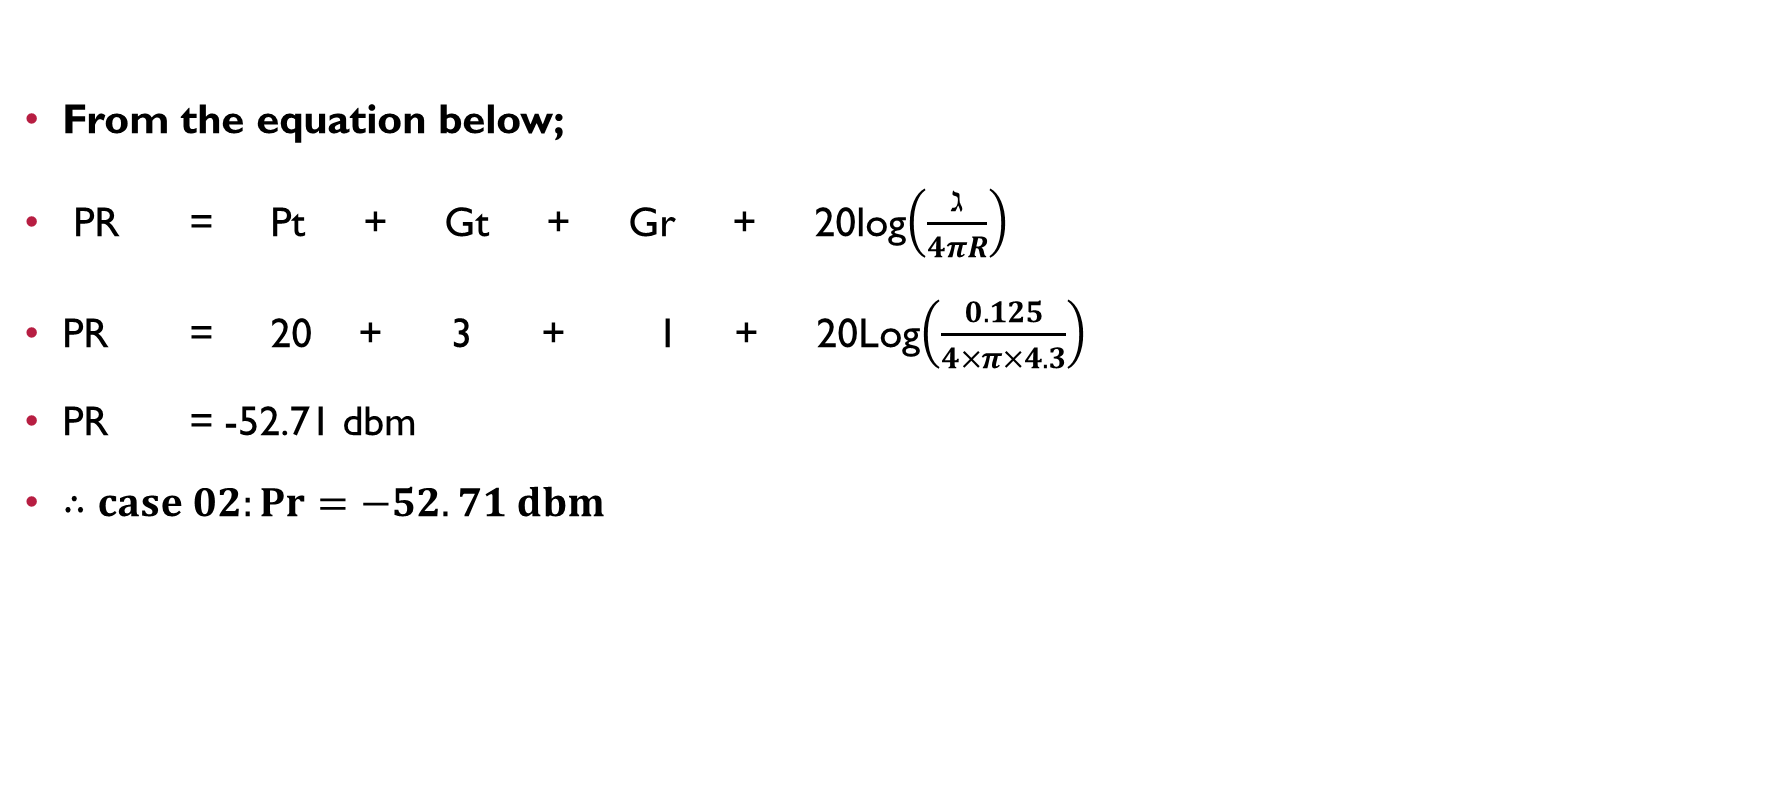 • From the equation below;
• PR = Pt + Gt + Gr + 20log(λ/4πR)
• PR = 20 + 3 + 1 + 20Log(0.125/4×π×4.3)
• PR = -52.71 dbm
• ∴ case 02: Pr = −52.71 dbm